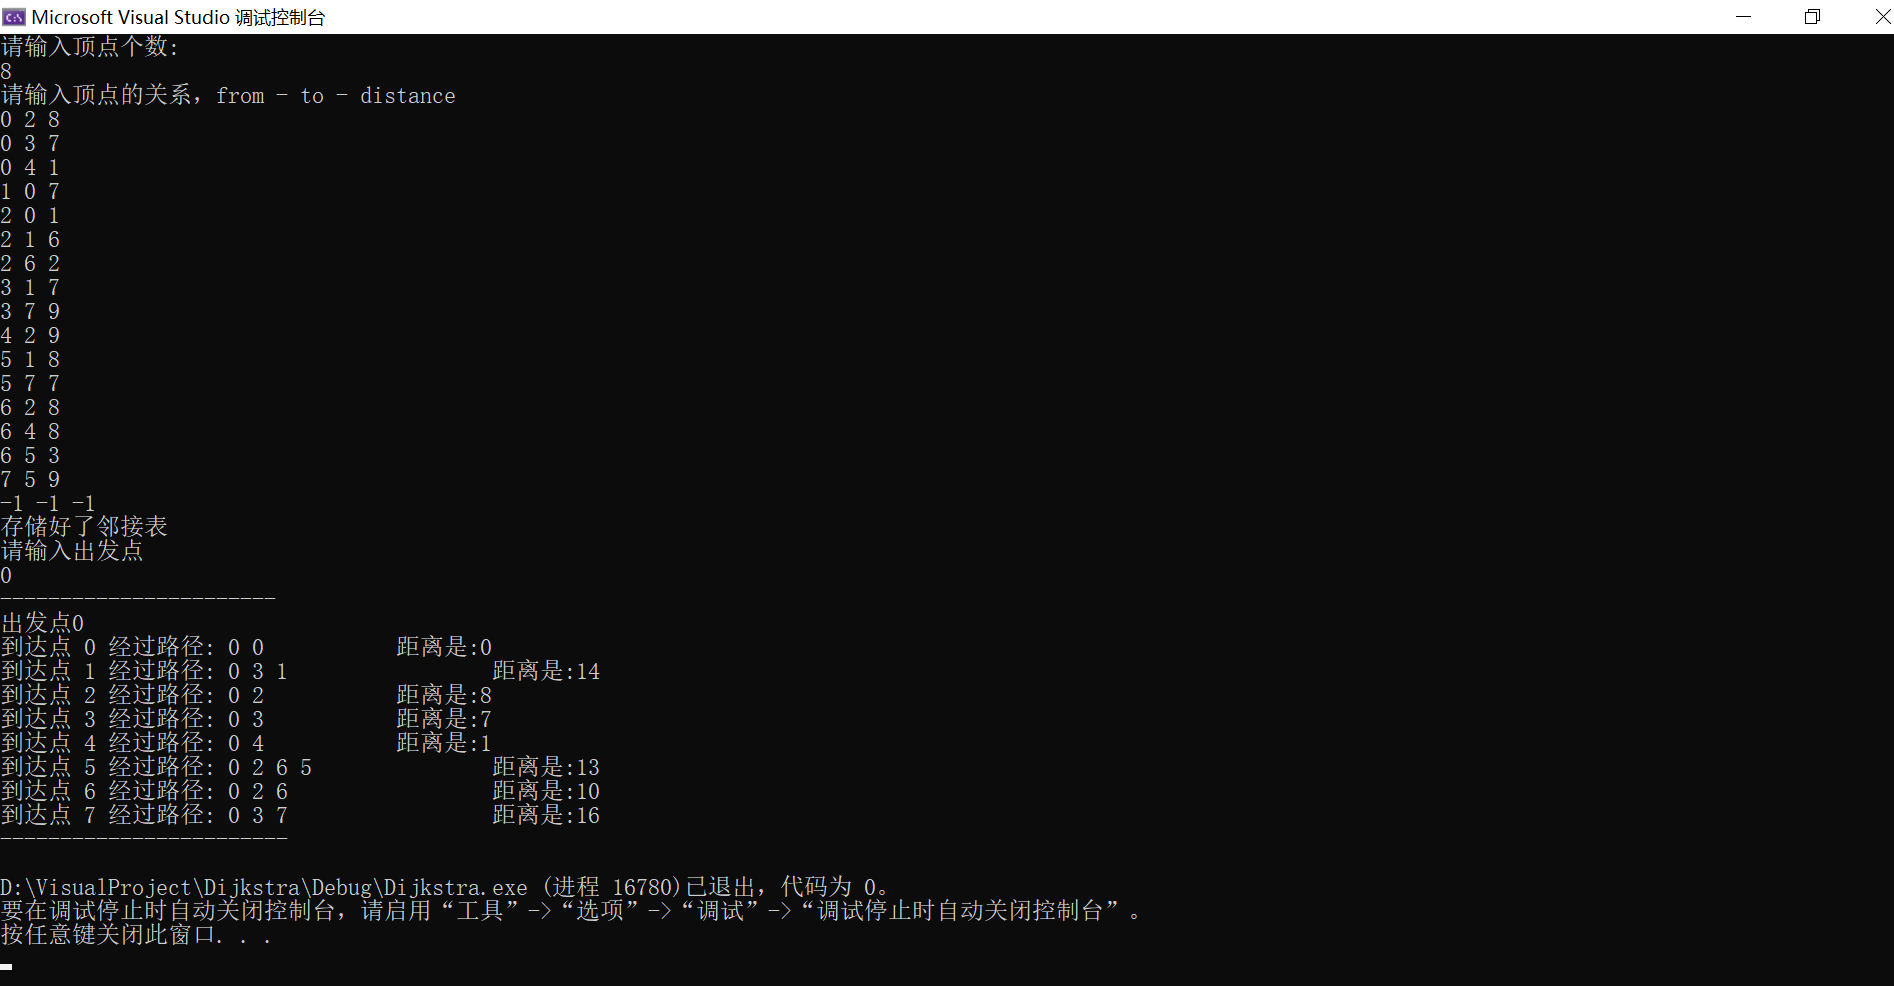 Microsoft Visual Studio 调试控制台
请输入顶点个数:
8
请输入顶点的关系，from - to - distance
0 2 8
0 3 7
0 4 1
1 0 7
2 0 1
2 1 6
2 6 2
3 1 7
3 7 9
4 2 9
5 1 8
5 7 7
6 2 8
6 4 8
6 5 3
7 5 9
-1 -1 -1
存储好了邻接表
请输入出发点
0
-----------------------
出发点0
到达点 0 经过路径: 0 0 距离是:0
到达点 1 经过路径: 0 3 1 距离是:14
到达点 2 经过路径: 0 2 距离是:8
到达点 3 经过路径: 0 3 距离是:7
到达点 4 经过路径: 0 4 距离是:1
到达点 5 经过路径: 0 2 6 5 距离是:13
到达点 6 经过路径: 0 2 6 距离是:10
到达点 7 经过路径: 0 3 7 距离是:16
------------------------
D:\VisualProject\Dijkstra\Debug\Dijkstra.exe (进程 16780)已退出，代码为 0。
要在调试停止时自动关闭控制台，请启用“工具”->“选项”->“调试”->“调试停止时自动关闭控制台”。
按任意键关闭此窗口. . .